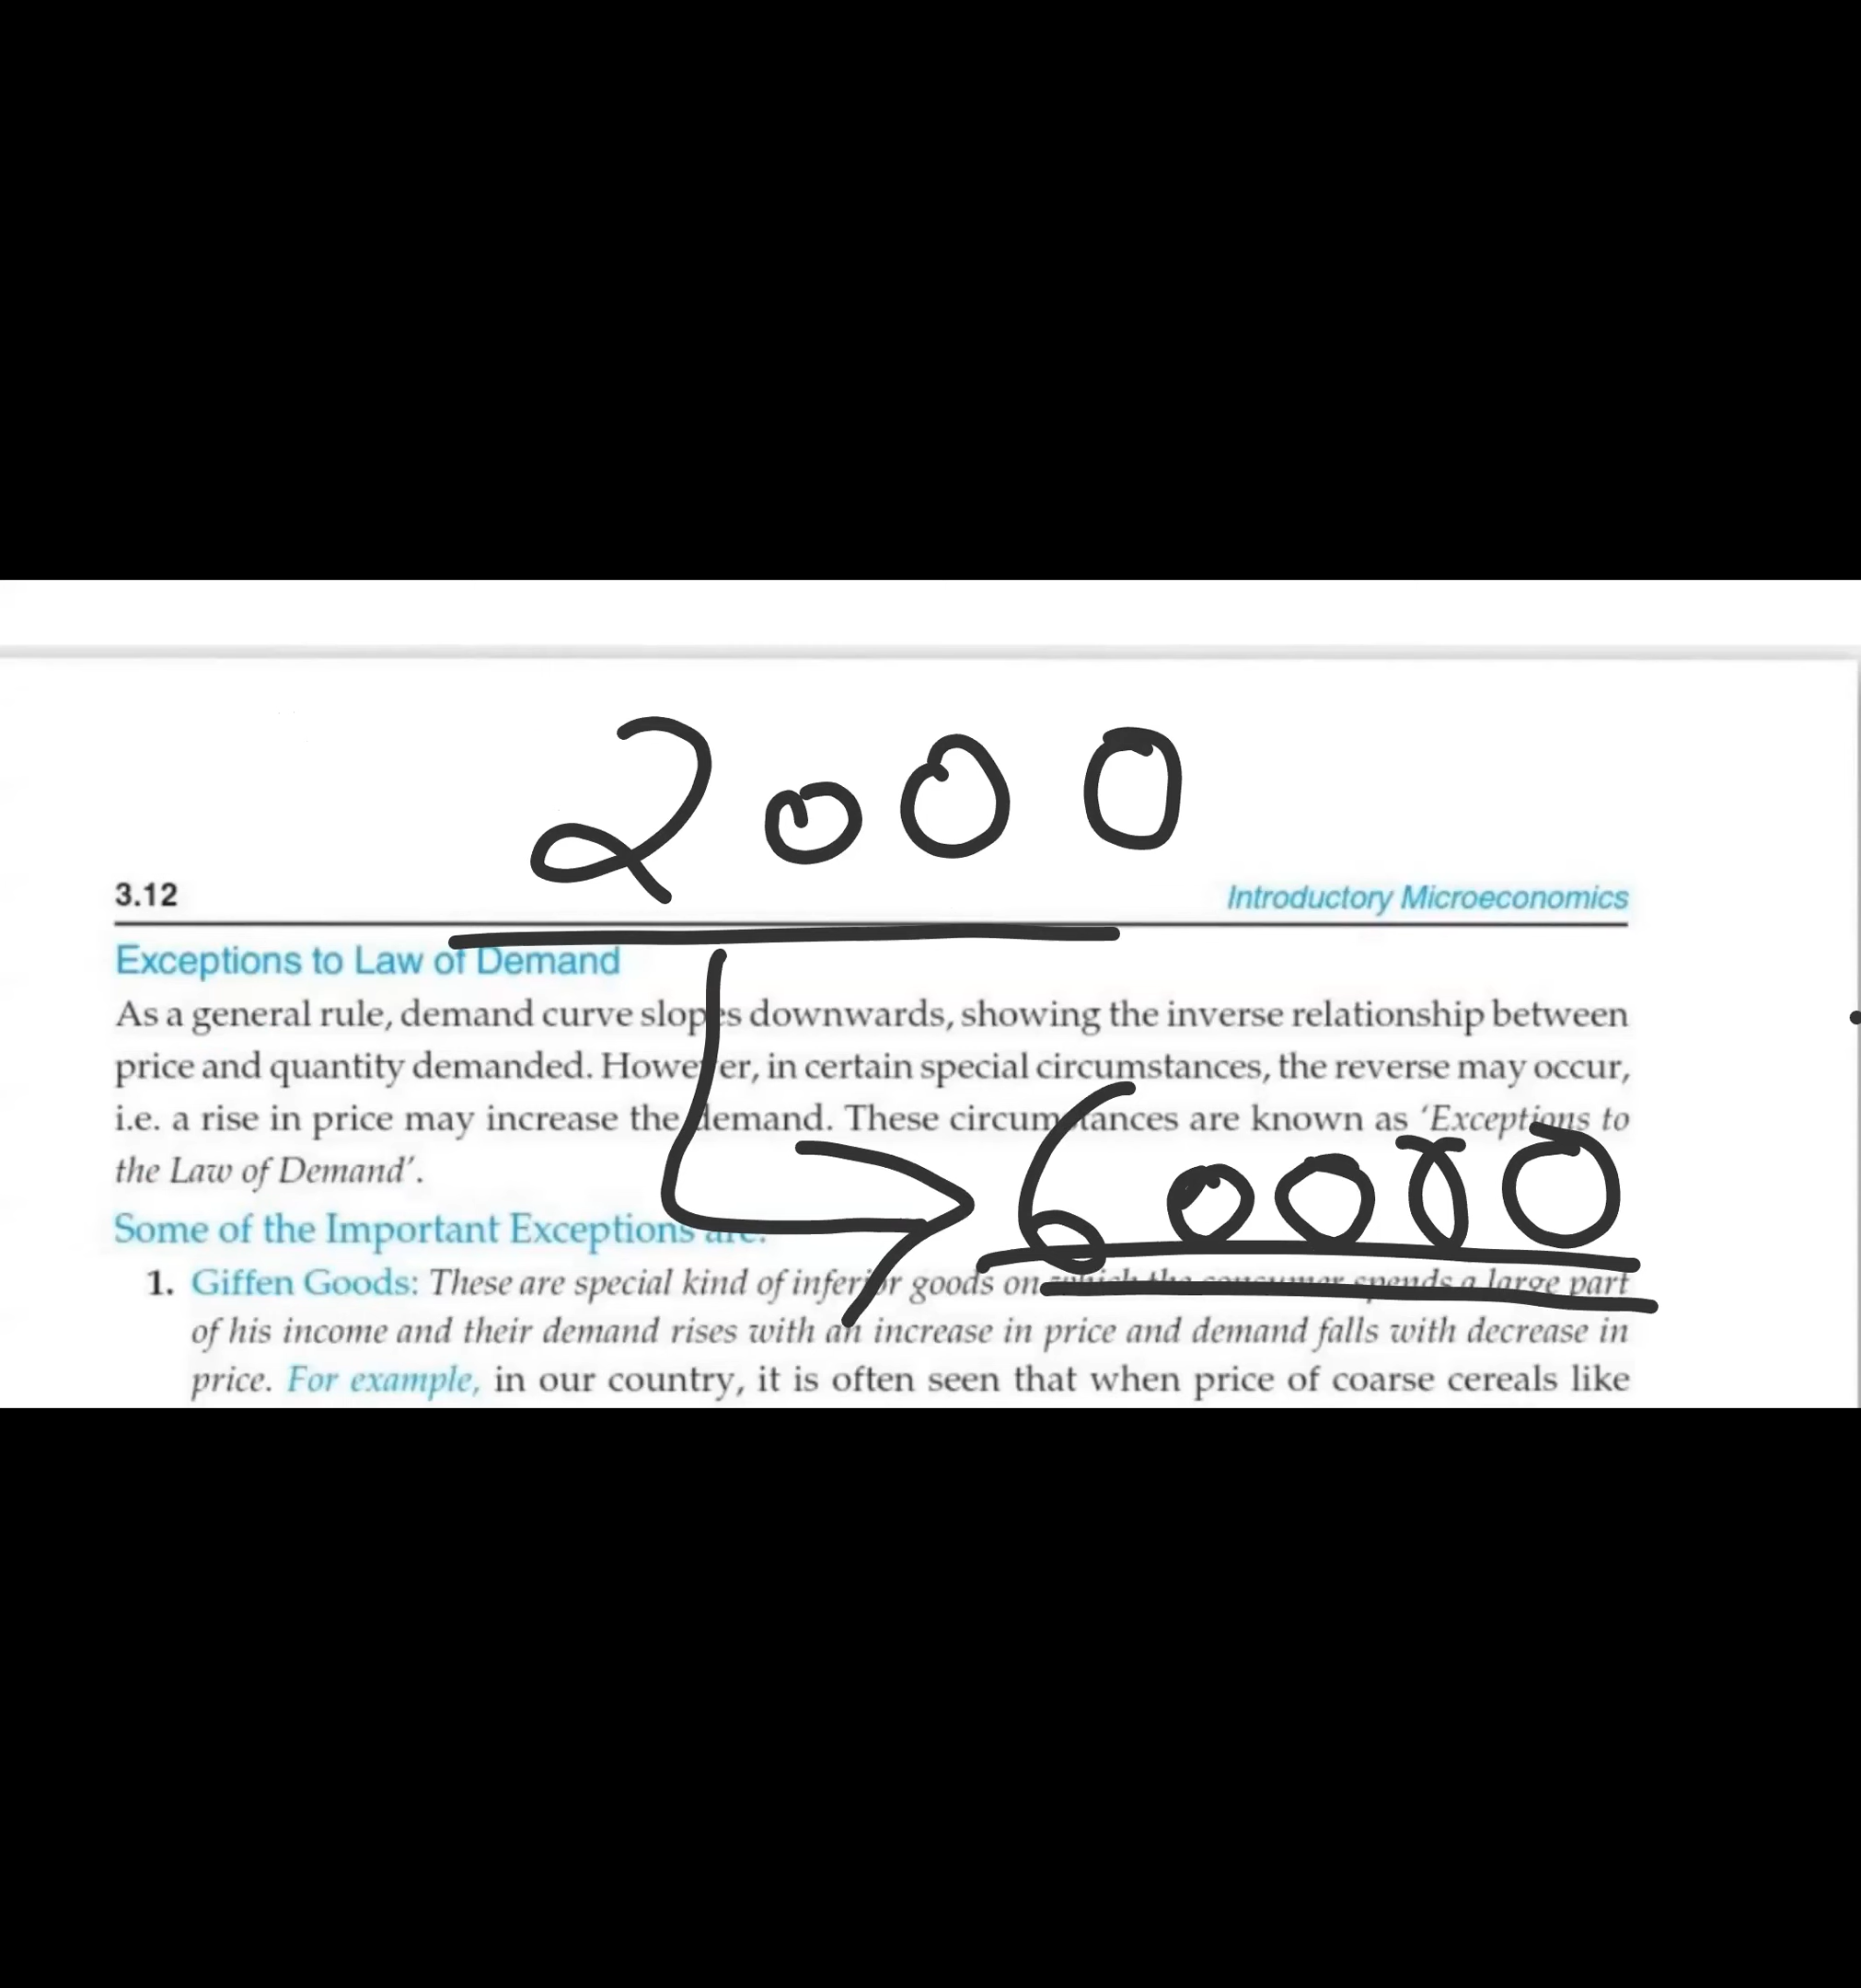 2000
3.12 Introductory Microeconomics
Exceptions to Law of Demand
As a general rule, demand curve slopes downwards, showing the inverse relationship between
price and quantity demanded. However, in certain special circumstances, the reverse may occur,
i.e. a rise in price may increase the demand. These circumstances are known as ‘Exceptions to
the Law of Demand’.
60000
Some of the Important Exceptions are:
1. Giffen Goods: These are special kind of inferior goods on which the consumer spends a large part
of his income and their demand rises with an increase in price and demand falls with decrease in
price. For example, in our country, it is often seen that when price of coarse cereals like